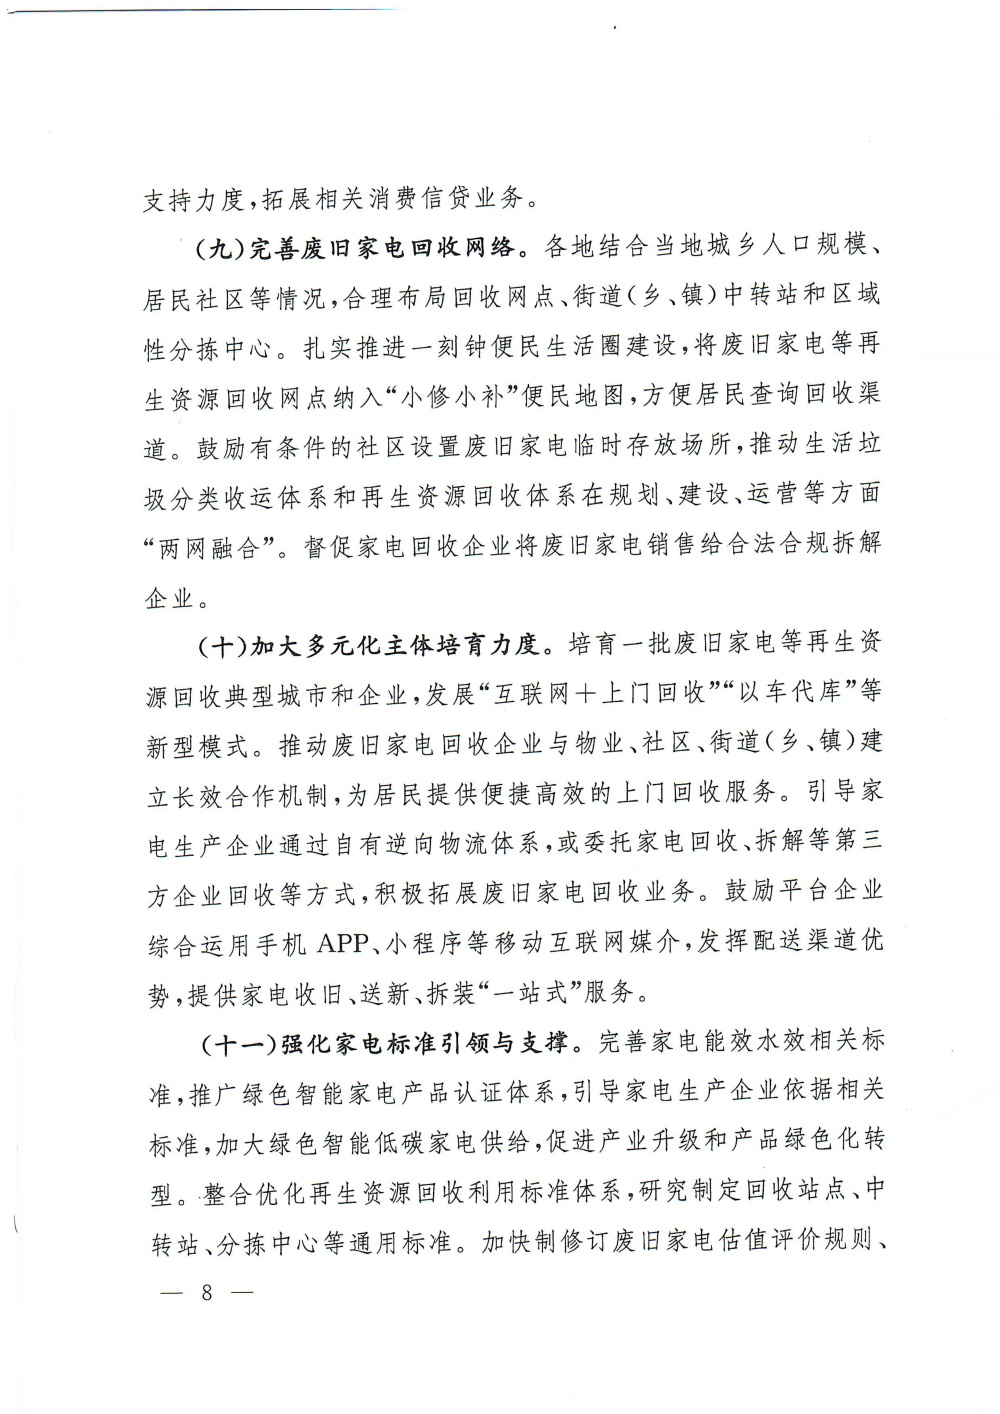 支持力度,拓展相关消费信贷业务。
(九)完善废旧家电回收网络。各地结合当地城乡人口规模、
居民社区等情况,合理布局回收网点、街道(乡、镇)中转站和区域
性分拣中心。扎实推进一刻钟便民生活圈建设,将废旧家电等再
生资源回收网点纳入“小修小补”便民地图,方便居民查询回收渠
道。鼓励有条件的社区设置废旧家电临时存放场所,推动生活垃
圾分类收运体系和再生资源回收体系在规划、建设、运营等方面
“两网融合”。督促家电回收企业将废旧家电销售给合法合规拆解
企业。
(十)加大多元化主体培育力度。培育一批废旧家电等再生资
源回收典型城市和企业,发展“互联网+上门回收”“以车代库”等
新型模式。推动废旧家电回收企业与物业、社区、街道(乡、镇)建
立长效合作机制,为居民提供便捷高效的上门回收服务。引导家
电生产企业通过自有逆向物流体系,或委托家电回收、拆解等第三
方企业回收等方式,积极拓展废旧家电回收业务。鼓励平台企业
综合运用手机 APP、小程序等移动互联网媒介,发挥配送渠道优
势,提供家电收旧、送新、拆装“一站式”服务。
(十一)强化家电标准引领与支撑。完善家电能效水效相关标
准,推广绿色智能家电产品认证体系,引导家电生产企业依据相关
标准,加大绿色智能低碳家电供给,促进产业升级和产品绿色化转
型。整合优化再生资源回收利用标准体系,研究制定回收站点、中
转站、分拣中心等通用标准。加快制修订废旧家电估值评价规则、
— 8 —